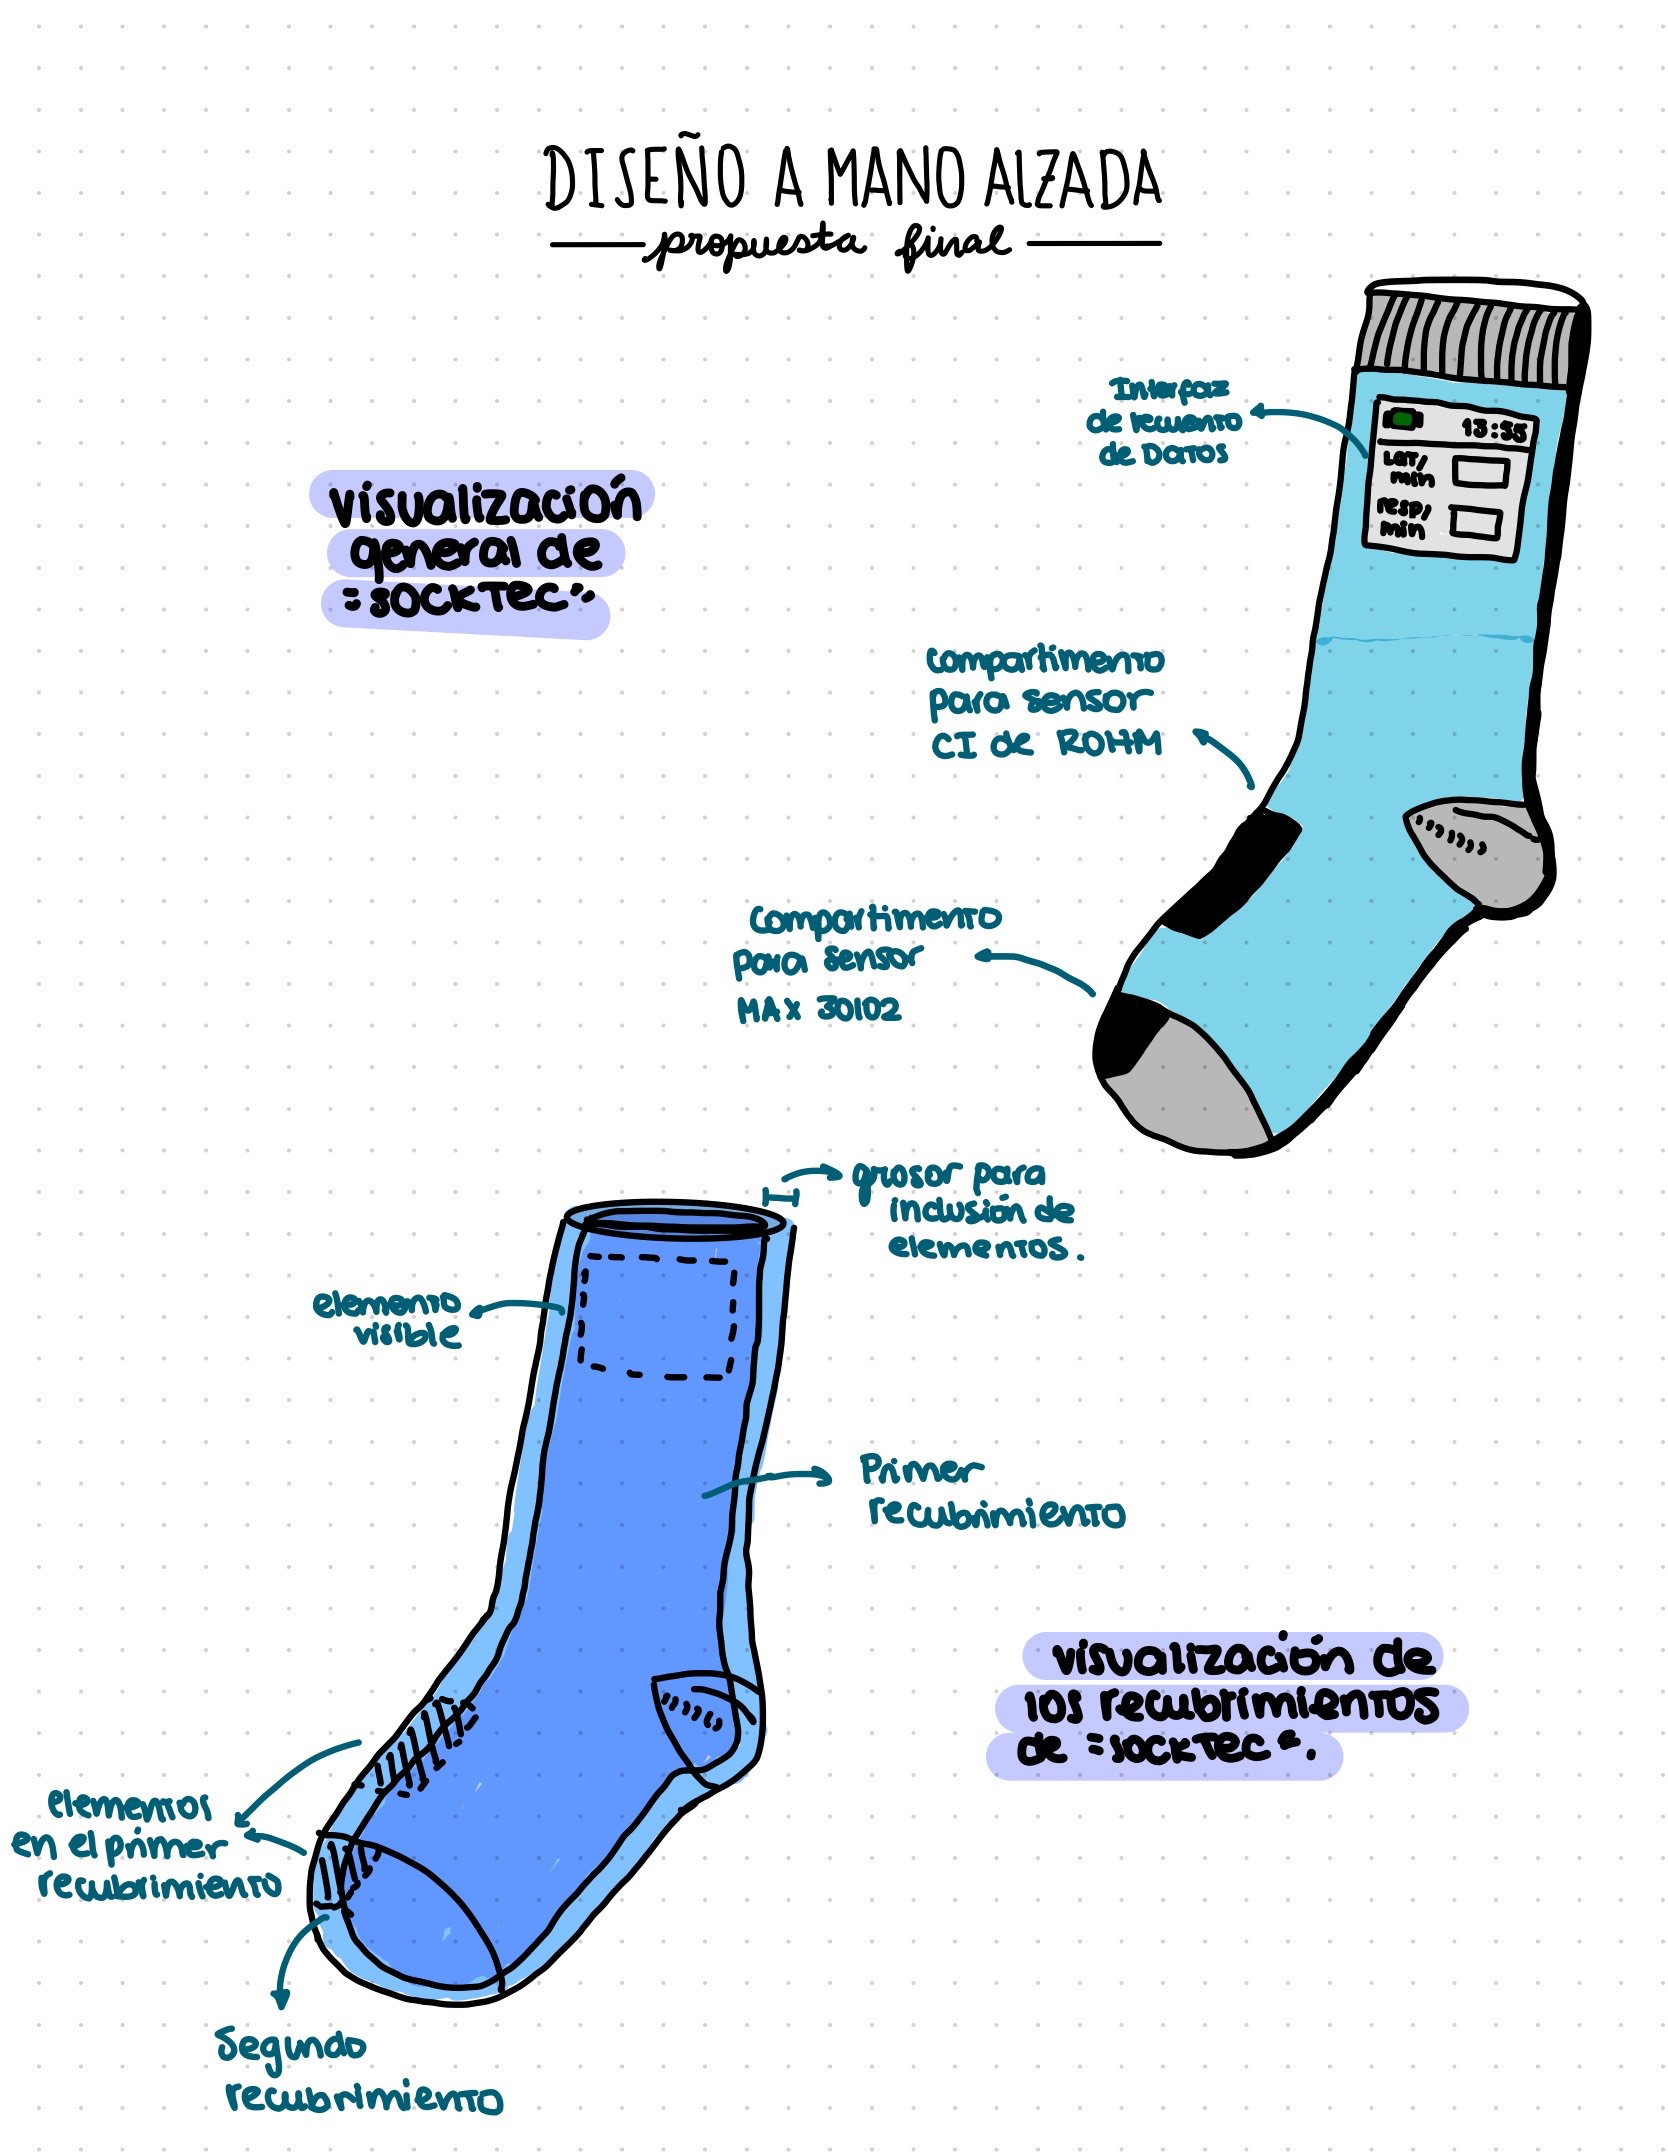 DISEÑO A MANO ALZADA
propuesta final
visualización
general de
"SOCKTEC"
Interfaz
de recuento
de Datos
13:55
Lat/
min
resp/
min
Compartimento
para sensor
CI de ROHM
Compartimento
para sensor
MAX 30102
grosor para
inclusión de
elementos.
elemento
visible
Primer
recubrimiento
visualización de
los recubrimientos
de "SOCKTEC".
elementos
en el primer
recubrimiento
Segundo
recubrimiento